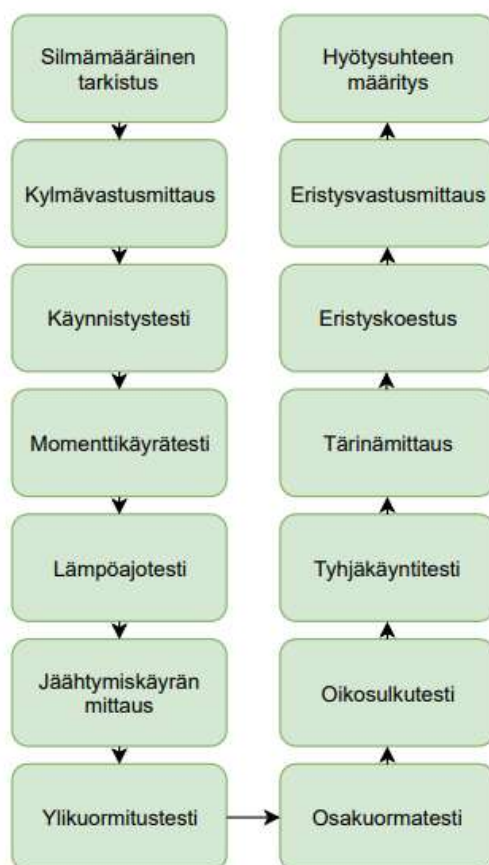 Silmämääräinen
tarkistus
Kylmävastusmittaus
Käynnistystesti
Momenttikäyrätesti
Lämpöajotesti
Jäähtymiskäyrän
mittaus
Ylikuormitustesti
Osakuormatesti
Oikosulkutesti
Tyhjäkäyntitesti
Tärinämittaus
Eristyskoestus
Eristysvastusmittaus
Hyötysuhteen
määritys